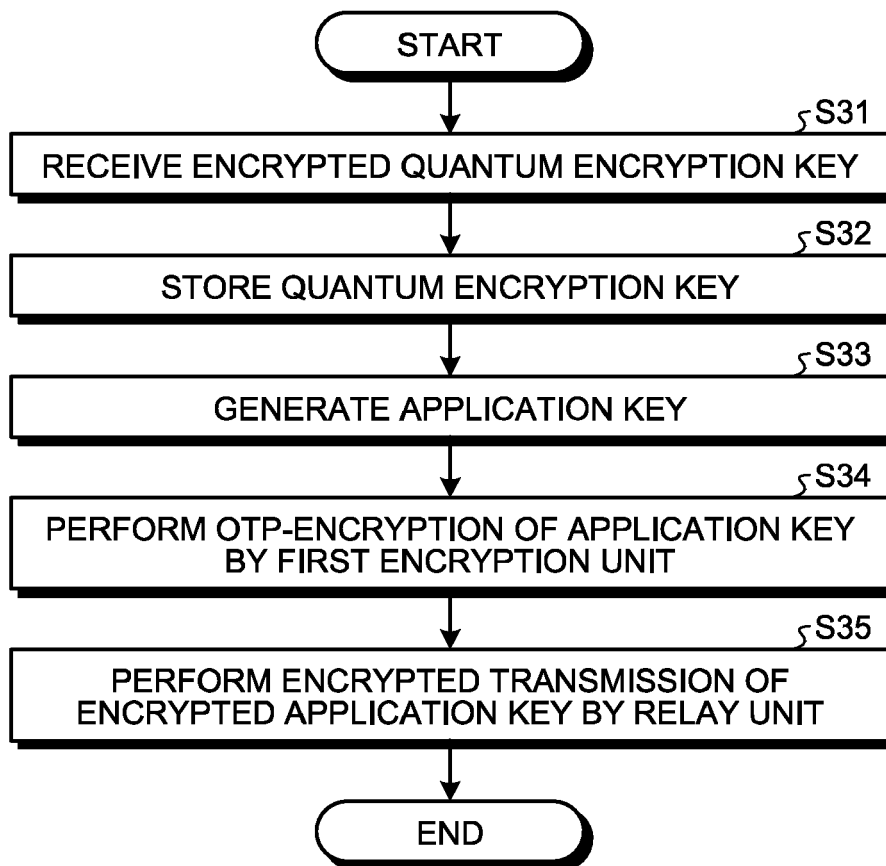 START
S31
RECEIVE ENCRYPTED QUANTUM ENCRYPTION KEY
S32
STORE QUANTUM ENCRYPTION KEY
S33
GENERATE APPLICATION KEY
S34
PERFORM OTP-ENCRYPTION OF APPLICATION KEY
BY FIRST ENCRYPTION UNIT
S35
PERFORM ENCRYPTED TRANSMISSION OF
ENCRYPTED APPLICATION KEY BY RELAY UNIT
END